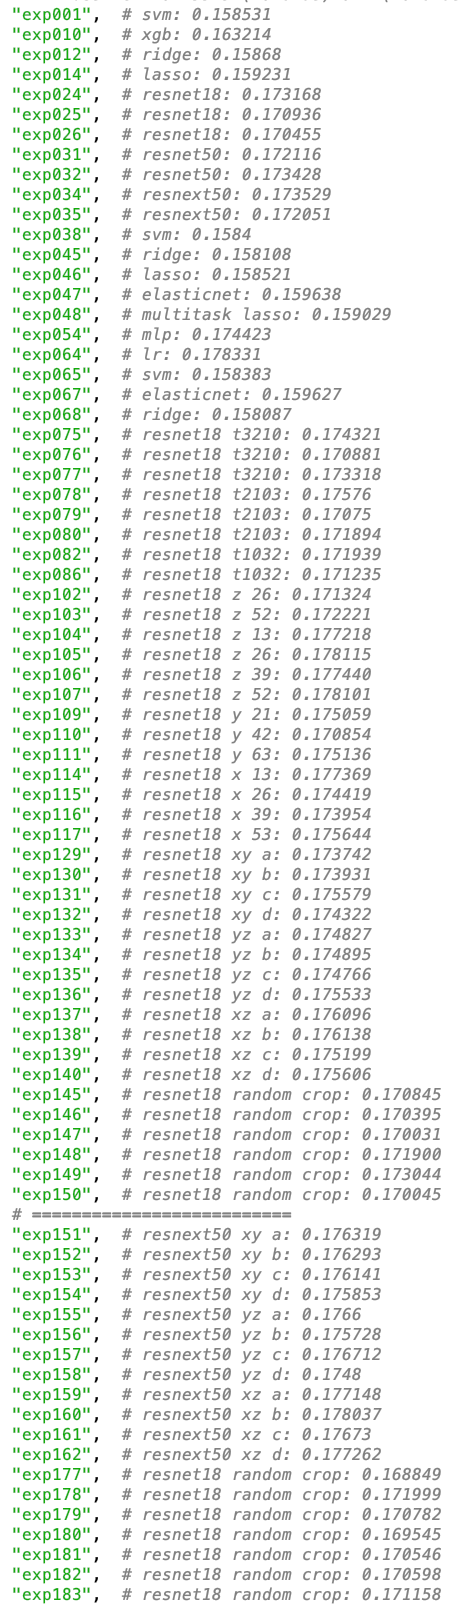 "exp001",  # svm: 0.158531
"exp010",  # xgb: 0.163214
"exp012",  # ridge: 0.15868
"exp014",  # lasso: 0.159231
"exp024",  # resnet18: 0.173168
"exp025",  # resnet18: 0.170936
"exp026",  # resnet18: 0.170455
"exp031",  # resnet50: 0.172116
"exp032",  # resnet50: 0.173428
"exp034",  # resnext50: 0.173529
"exp035",  # resnext50: 0.172051
"exp038",  # svm: 0.1584
"exp045",  # ridge: 0.158108
"exp046",  # lasso: 0.158521
"exp047",  # elasticnet: 0.159638
"exp048",  # multitask lasso: 0.159029
"exp054",  # mlp: 0.174423
"exp064",  # lr: 0.178331
"exp065",  # svm: 0.158383
"exp067",  # elasticnet: 0.159627
"exp068",  # ridge: 0.158087
"exp075",  # resnet18 t3210: 0.174321
"exp076",  # resnet18 t3210: 0.170881
"exp077",  # resnet18 t3210: 0.173318
"exp078",  # resnet18 t2103: 0.17576
"exp079",  # resnet18 t2103: 0.17075
"exp080",  # resnet18 t2103: 0.171894
"exp082",  # resnet18 t1032: 0.171939
"exp086",  # resnet18 t1032: 0.171235
"exp102",  # resnet18 z 26: 0.171324
"exp103",  # resnet18 z 52: 0.172221
"exp104",  # resnet18 z 13: 0.177218
"exp105",  # resnet18 z 26: 0.178115
"exp106",  # resnet18 z 39: 0.177440
"exp107",  # resnet18 z 52: 0.178101
"exp109",  # resnet18 y 21: 0.175059
"exp110",  # resnet18 y 42: 0.170854
"exp111",  # resnet18 y 63: 0.175136
"exp114",  # resnet18 x 13: 0.177369
"exp115",  # resnet18 x 26: 0.174419
"exp116",  # resnet18 x 39: 0.173954
"exp117",  # resnet18 x 53: 0.175644
"exp129",  # resnet18 xy a: 0.173742
"exp130",  # resnet18 xy b: 0.173931
"exp131",  # resnet18 xy c: 0.175579
"exp132",  # resnet18 xy d: 0.174322
"exp133",  # resnet18 yz a: 0.174827
"exp134",  # resnet18 yz b: 0.174895
"exp135",  # resnet18 yz c: 0.174766
"exp136",  # resnet18 yz d: 0.175533
"exp137",  # resnet18 xz a: 0.176096
"exp138",  # resnet18 xz b: 0.176138
"exp139",  # resnet18 xz c: 0.175199
"exp140",  # resnet18 xz d: 0.175606
"exp145",  # resnet18 random crop: 0.170845
"exp146",  # resnet18 random crop: 0.170395
"exp147",  # resnet18 random crop: 0.170031
"exp148",  # resnet18 random crop: 0.171900
"exp149",  # resnet18 random crop: 0.173044
"exp150",  # resnet18 random crop: 0.170045
# ==========================
"exp151",  # resnext50 xy a: 0.176319
"exp152",  # resnext50 xy b: 0.176293
"exp153",  # resnext50 xy c: 0.176141
"exp154",  # resnext50 xy d: 0.175853
"exp155",  # resnext50 yz a: 0.1766
"exp156",  # resnext50 yz b: 0.175728
"exp157",  # resnext50 yz c: 0.176712
"exp158",  # resnext50 yz d: 0.1748
"exp159",  # resnext50 xz a: 0.177148
"exp160",  # resnext50 xz b: 0.178037
"exp161",  # resnext50 xz c: 0.17673
"exp162",  # resnext50 xz d: 0.177262
"exp177",  # resnet18 random crop: 0.168849
"exp178",  # resnet18 random crop: 0.171999
"exp179",  # resnet18 random crop: 0.170782
"exp180",  # resnet18 random crop: 0.169545
"exp181",  # resnet18 random crop: 0.170546
"exp182",  # resnet18 random crop: 0.170598
"exp183",  # resnet18 random crop: 0.171158